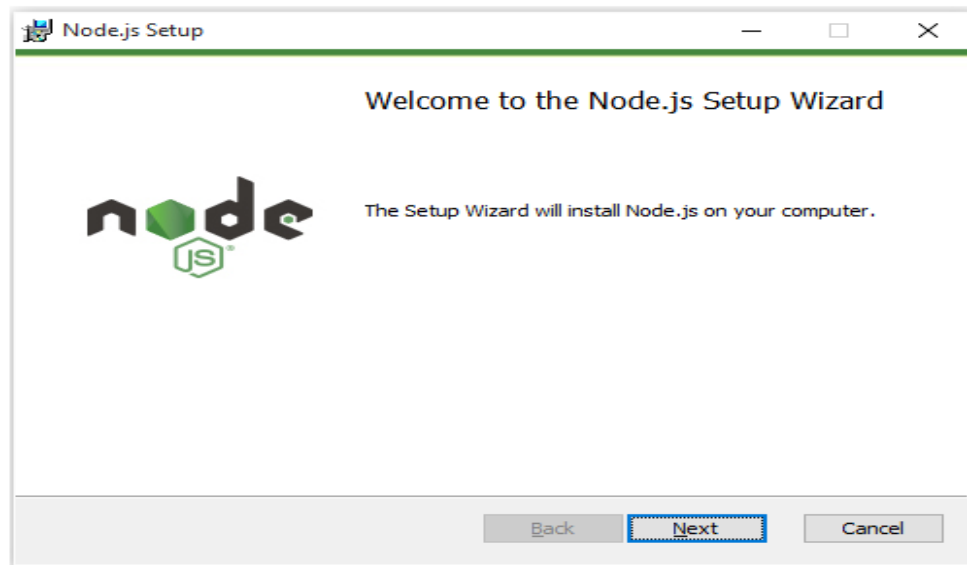 Node.js Setup
Welcome to the Node.js Setup Wizard
node
JS®
The Setup Wizard will install Node.js on your computer.
Back Next Cancel